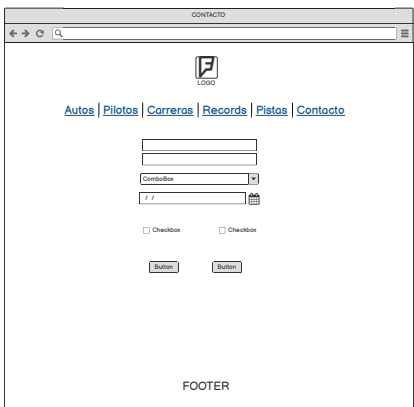 CONTACTO
F
LOGO
Autos | Pilotos | Carreras | Records | Pistas | Contacto
ComboBox
/ /
Checkbox Checkbox
Button Button
FOOTER